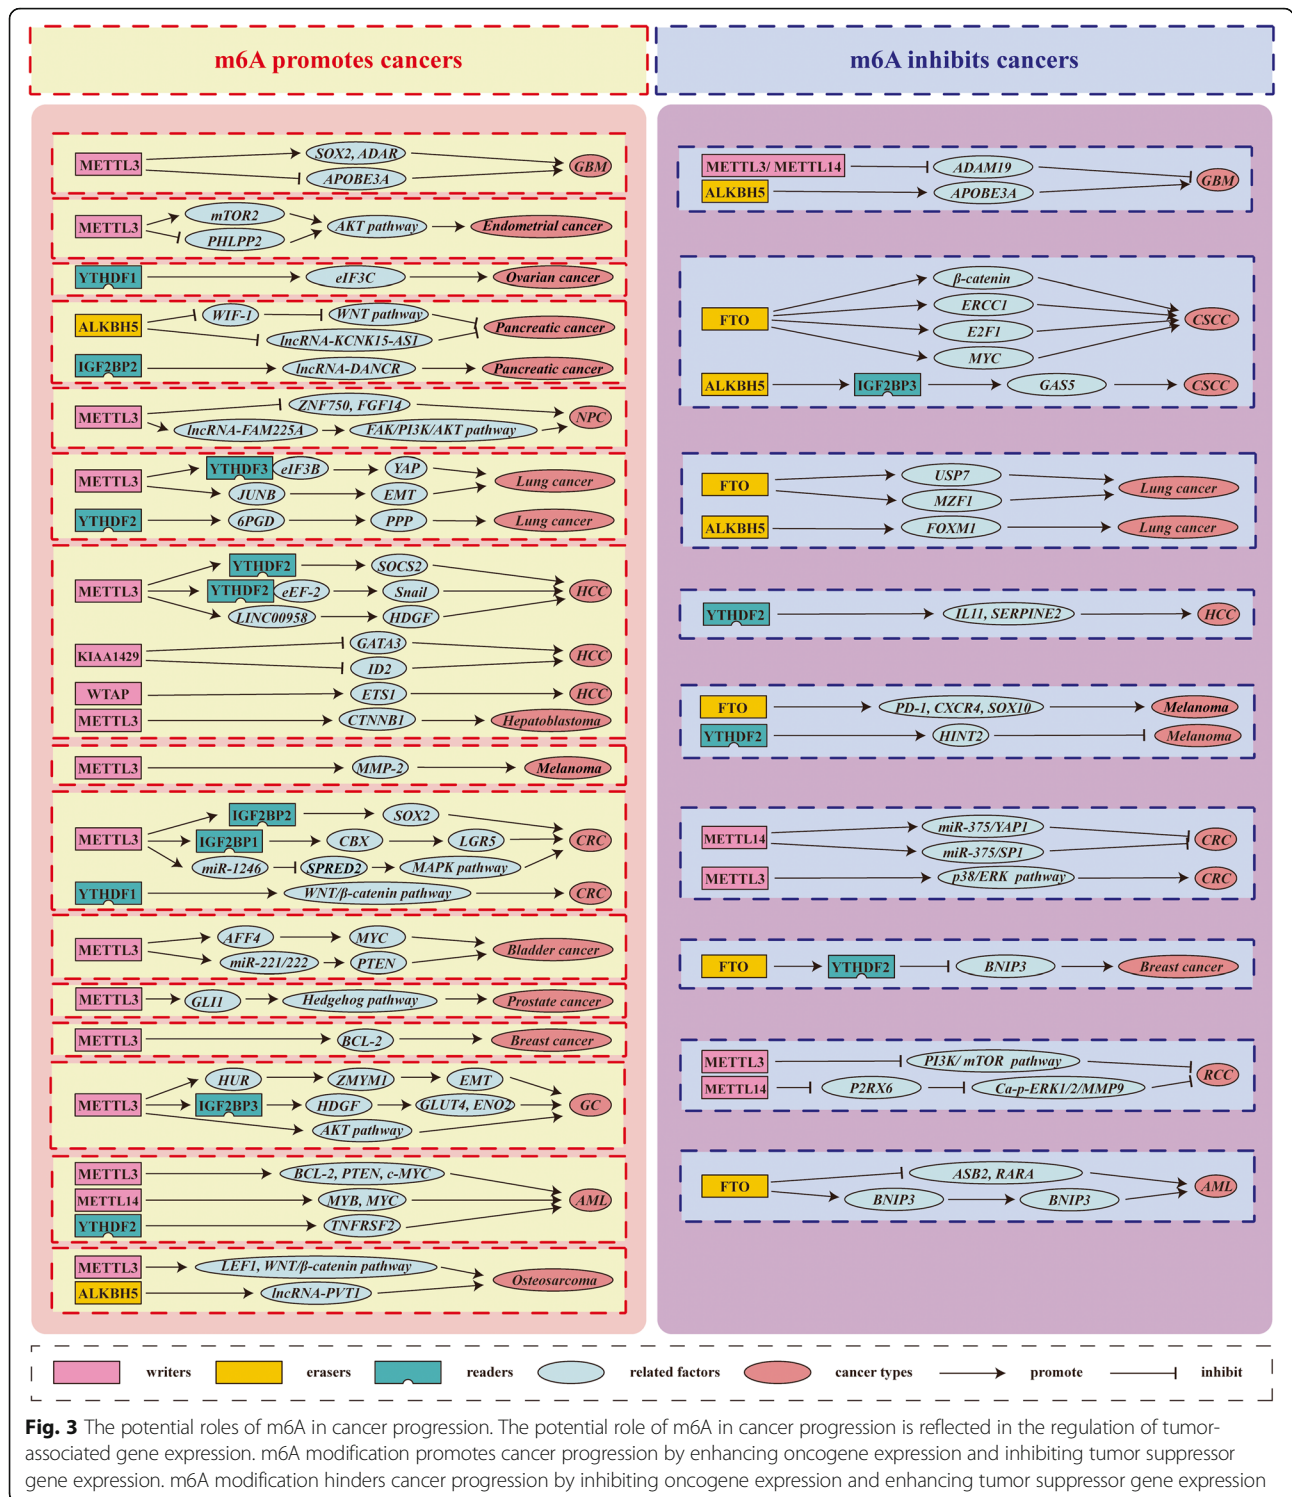 m6A promotes cancers
METTL3
SOX2, ADAR
APOBE3A
GBM
METTL3
mTOR2
PHLPP2
AKT pathway
Endometrial cancer
YTHDF1
eIF3C
Ovarian cancer
ALKBH5
WIF-1
WNT pathway
lncRNA-KCNK15-AS1
Pancreatic cancer
IGF2BP2
lncRNA-DANCR
Pancreatic cancer
METTL3
ZNF750, FGF14
lncRNA-FAM225A
FAK/PI3K/AKT pathway
NPC
METTL3
YTHDF3
eIF3B
YAP
JUNB
EMT
Lung cancer
YTHDF2
6PGD
PPP
Lung cancer
METTL3
YTHDF2
SOCS2
YTHDF2
eEF-2
Snail
LINC00958
HDGF
HCC
KIAA1429
GATA3
ID2
HCC
WTAP
ETS1
HCC
METTL3
CTNNB1
Hepatoblastoma
METTL3
MMP-2
Melanoma
METTL3
IGF2BP2
SOX2
IGF2BP1
CBX
LGR5
miR-1246
SPRED2
MAPK pathway
CRC
YTHDF1
WNT/β-catenin pathway
CRC
METTL3
AFF4
MYC
miR-221/222
PTEN
Bladder cancer
METTL3
GLI1
Hedgehog pathway
Prostate cancer
METTL3
BCL-2
Breast cancer
METTL3
HUR
ZMYM1
EMT
IGF2BP3
HDGF
GLUT4, ENO2
AKT pathway
GC
METTL3
BCL-2, PTEN, c-MYC
METTL14
MYB, MYC
YTHDF2
TNFRSF2
AML
METTL3
LEF1, WNT/β-catenin pathway
ALKBH5
lncRNA-PVT1
Osteosarcoma
m6A inhibits cancers
METTL3/ METTL14
ADAM19
ALKBH5
APOBE3A
GBM
FTO
β-catenin
ERCC1
E2F1
MYC
CSCC
ALKBH5
IGF2BP3
GAS5
CSCC
FTO
USP7
MZF1
Lung cancer
ALKBH5
FOXM1
Lung cancer
YTHDF2
IL11, SERPINE2
HCC
FTO
PD-1, CXCR4, SOX10
Melanoma
YTHDF2
HINT2
Melanoma
METTL14
miR-375/YAP1
miR-375/SP1
CRC
METTL3
p38/ERK pathway
CRC
FTO
YTHDF2
BNIP3
Breast cancer
METTL3
PI3K/ mTOR pathway
METTL14
P2RX6
Ca-p-ERK1/2/MMP9
RCC
FTO
ASB2, RARA
BNIP3
BNIP3
AML
writers erasers readers related factors cancer types promote inhibit
Fig. 3 The potential roles of m6A in cancer progression. The potential role of m6A in cancer progression is reflected in the regulation of tumor-
associated gene expression. m6A modification promotes cancer progression by enhancing oncogene expression and inhibiting tumor suppressor
gene expression. m6A modification hinders cancer progression by inhibiting oncogene expression and enhancing tumor suppressor gene expression